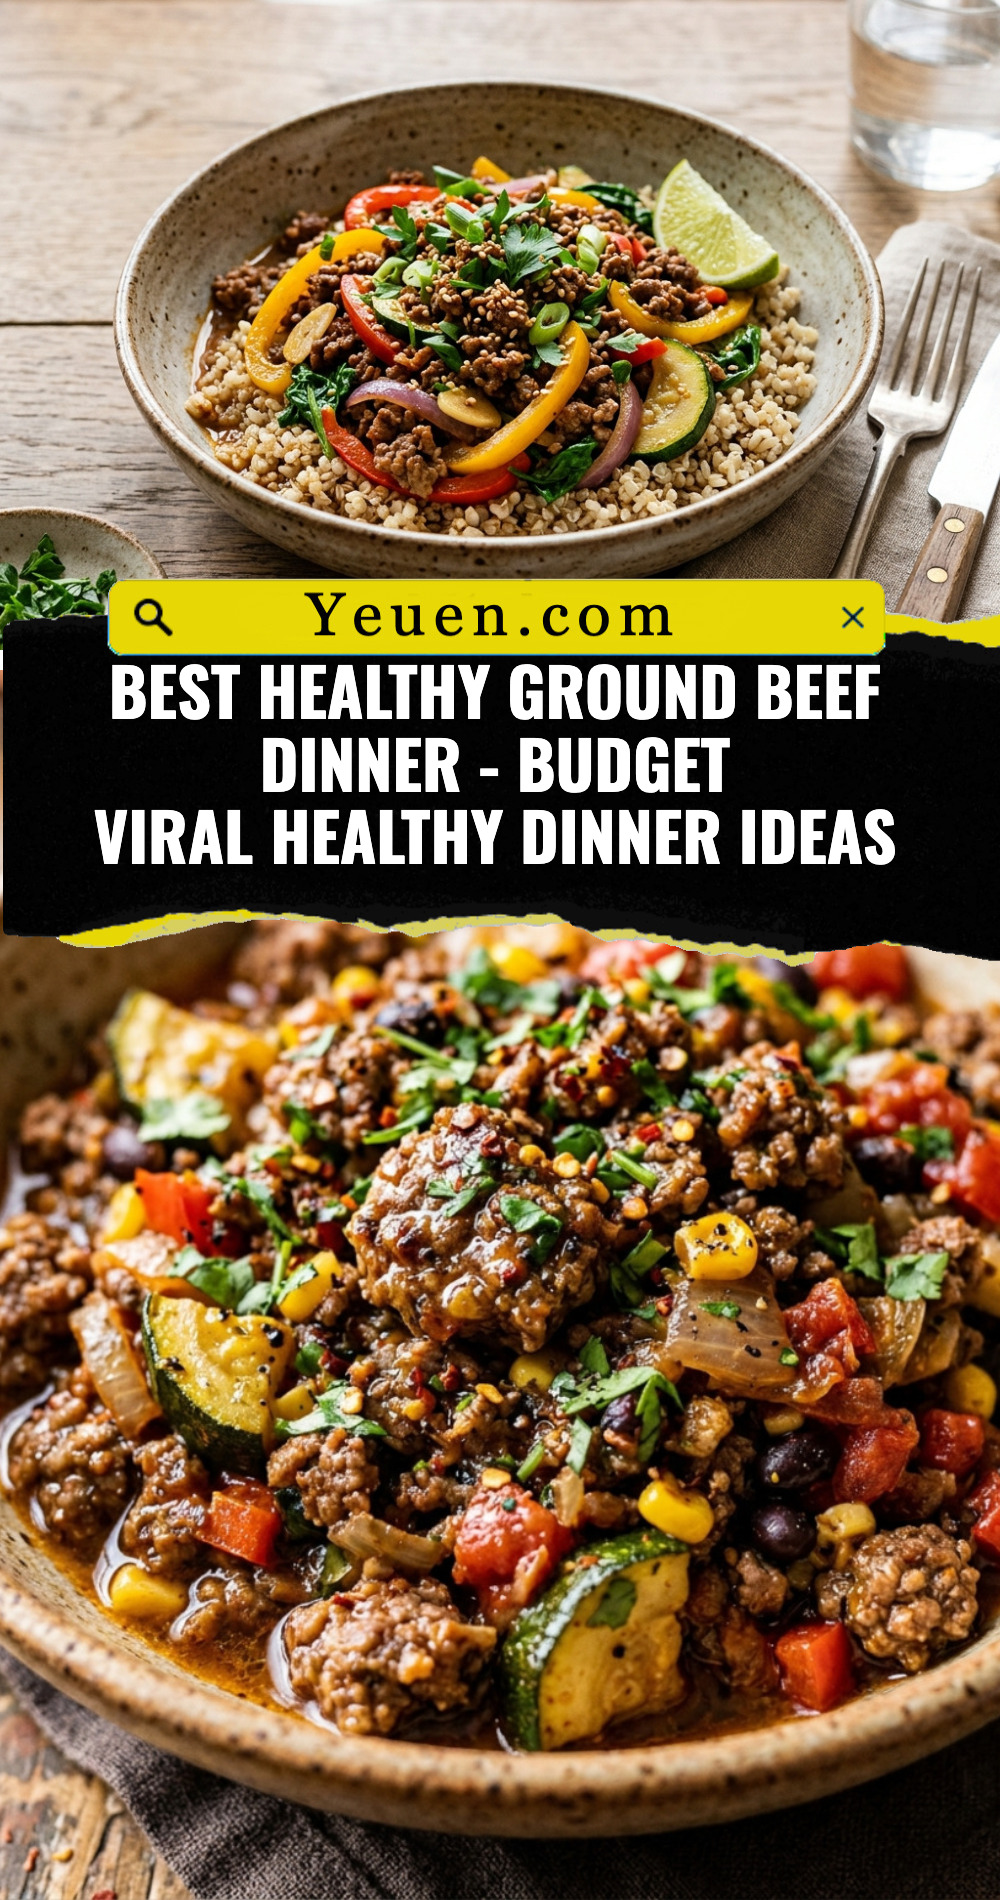 Yeuen.com
BEST HEALTHY GROUND BEEF
DINNER - BUDGET
VIRAL HEALTHY DINNER IDEAS